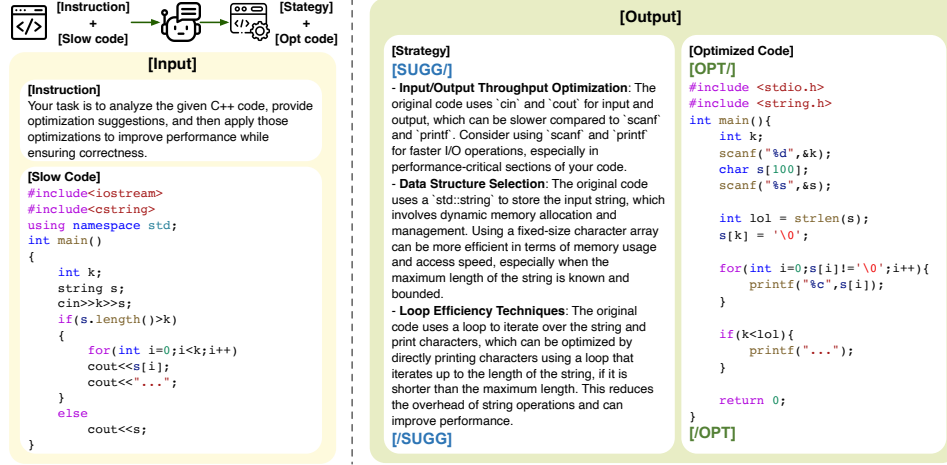 [Instruction]
+
[Slow code]
[Stategy]
+
[Opt code]
[Input]
[Instruction]
Your task is to analyze the given C++ code, provide
optimization suggestions, and then apply those
optimizations to improve performance while
ensuring correctness.
[Slow Code]
#include<iostream>
#include<cstring>
using namespace std;
int main()
{
    int k;
    string s;
    cin>>k>>s;
    if(s.length()>k)
    {
        for(int i=0;i<k;i++)
        cout<<s[i];
        cout<<"...";
    }
    else
        cout<<s;
}
[Output]
[Strategy]
[SUGG/]
- Input/Output Throughput Optimization: The
original code uses `cin` and `cout` for input and
output, which can be slower compared to `scanf`
and `printf`. Consider using `scanf` and `printf`
for faster I/O operations, especially in
performance-critical sections of your code.
- Data Structure Selection: The original code
uses a `std::string` to store the input string, which
involves dynamic memory allocation and
management. Using a fixed-size character array
can be more efficient in terms of memory usage
and access speed, especially when the
maximum length of the string is known and
bounded.
- Loop Efficiency Techniques: The original
code uses a loop to iterate over the string and
print characters, which can be optimized by
directly printing characters using a loop that
iterates up to the length of the string, if it is
shorter than the maximum length. This reduces
the overhead of string operations and can
improve performance.
[/SUGG]
[Optimized Code]
[OPT/]
#include <stdio.h>
#include <string.h>
int main(){
    int k;
    scanf("%d",&k);
    char s[100];
    scanf("%s",&s);
    int lol = strlen(s);
    s[k] = '\0';
    for(int i=0;s[i]!='\0';i++){
        printf("%c",s[i]);
    }
    if(k<lol){
        printf("...");
    }
    return 0;
}
[/OPT]